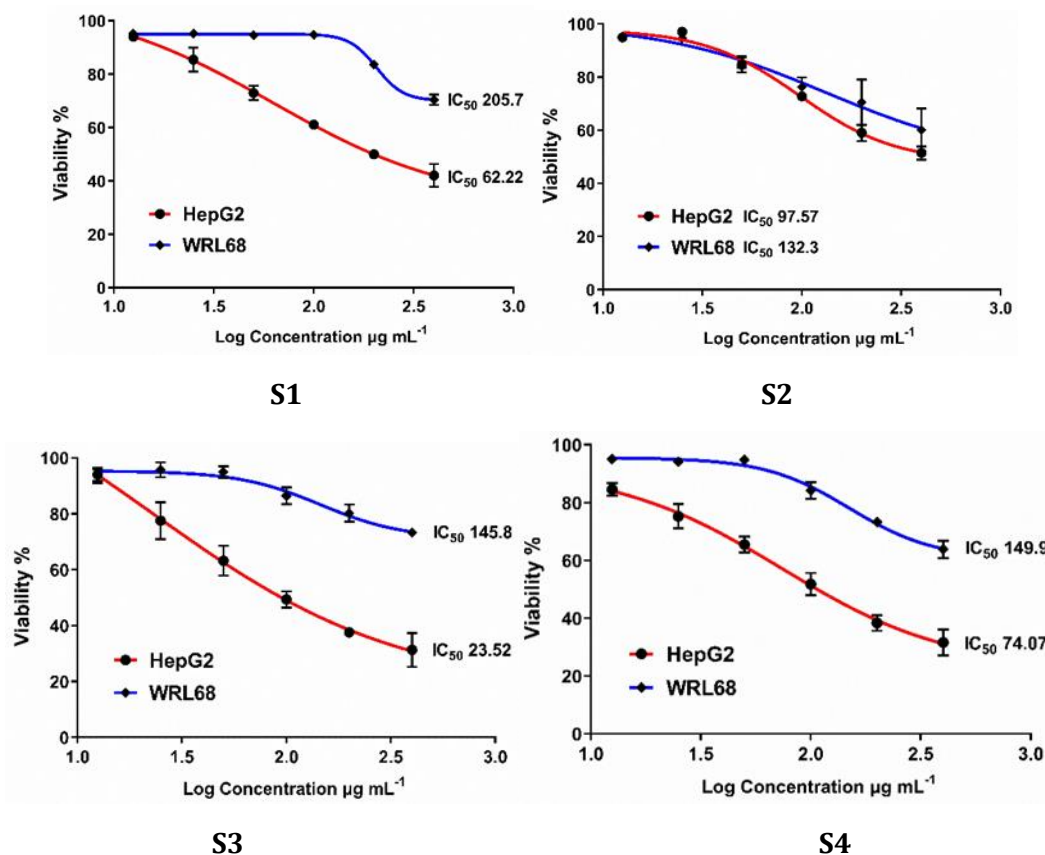 100
80
60
40
20
0
Viability %
IC₅₀ 205.7
IC₅₀ 62.22
HepG2
WRL68
1.0 1.5 2.0 2.5 3.0
Log Concentration µg mL⁻¹
S1
100
80
60
40
20
0
Viability %
HepG2 IC₅₀ 97.57
WRL68 IC₅₀ 132.3
1.0 1.5 2.0 2.5 3.0
Log Concentration µg mL⁻¹
S2
100
80
60
40
20
0
Viability %
IC₅₀ 145.8
IC₅₀ 23.52
HepG2
WRL68
1.0 1.5 2.0 2.5 3.0
Log Concentration µg mL⁻¹
S3
100
80
60
40
20
0
Viability %
IC₅₀ 149.9
IC₅₀ 74.07
HepG2
WRL68
1.0 1.5 2.0 2.5 3.0
Log Concentration µg mL⁻¹
S4